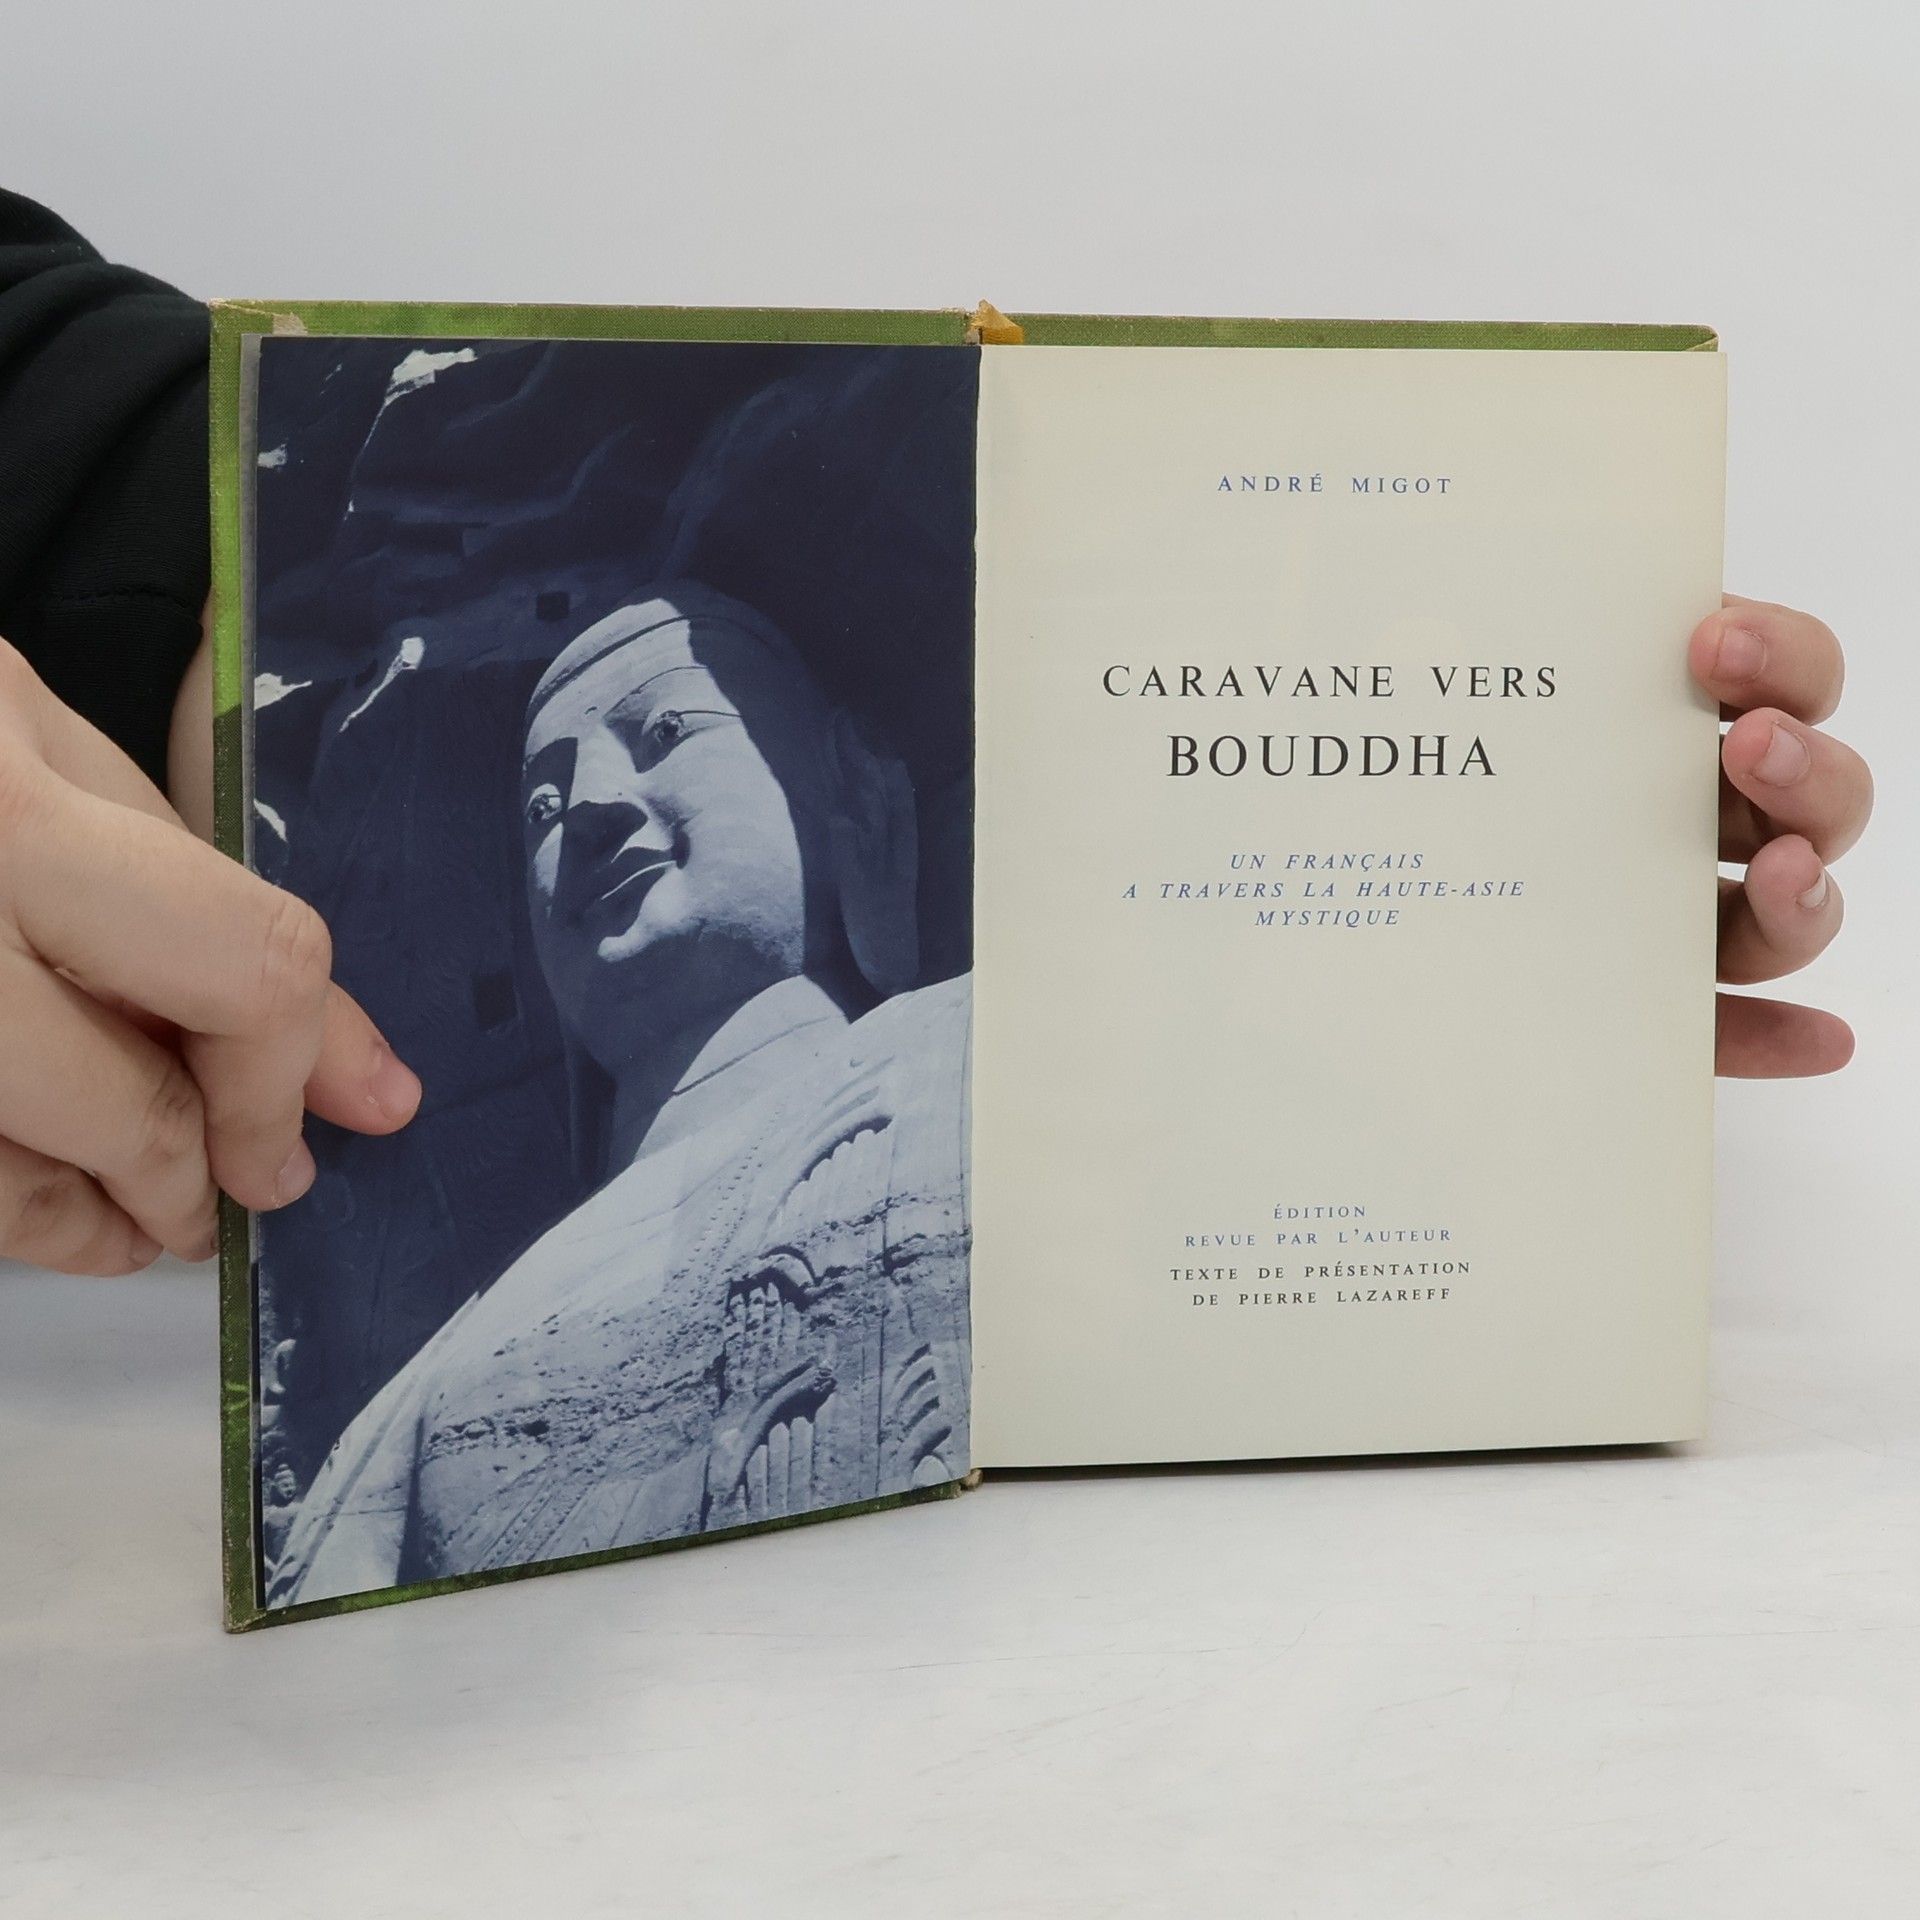 ANDRÉ MIGOT
CARAVANE VERS
BOUDDHA
UN FRANÇAIS
A TRAVERS LA HAUTE-ASIE
MYSTIQUE
ÉDITION
REVUE PAR L'AUTEUR
TEXTE DE PRÉSENTATION
DE PIERRE LAZAREFF